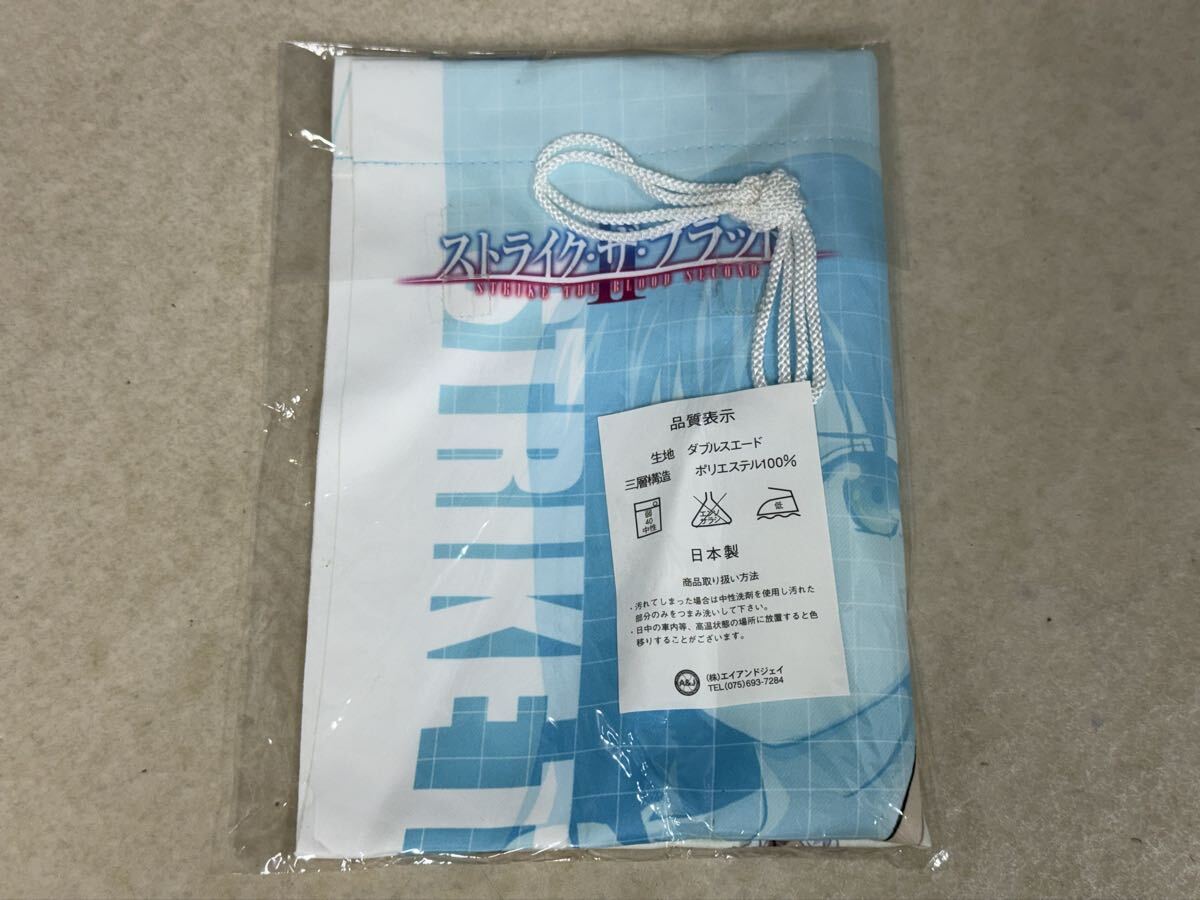 ストライク・ザ・ブラッド
STRIKE THE BLOOD SECOND
II
STRIKE T
品質表示
生地 ダブルスエード
三層構造 ポリエステル100%
弱
40
中性
エンソ
サラシ
低
日本製
商品取り扱い方法
・汚れてしまった場合は中性洗剤を使用し汚れた
部分のみをつまみ洗いして下さい。
・日中の車内等、高温状態の場所に放置すると色
移りすることがございます。
A&J
(株)エイアンドジェイ
TEL(075)693-7284